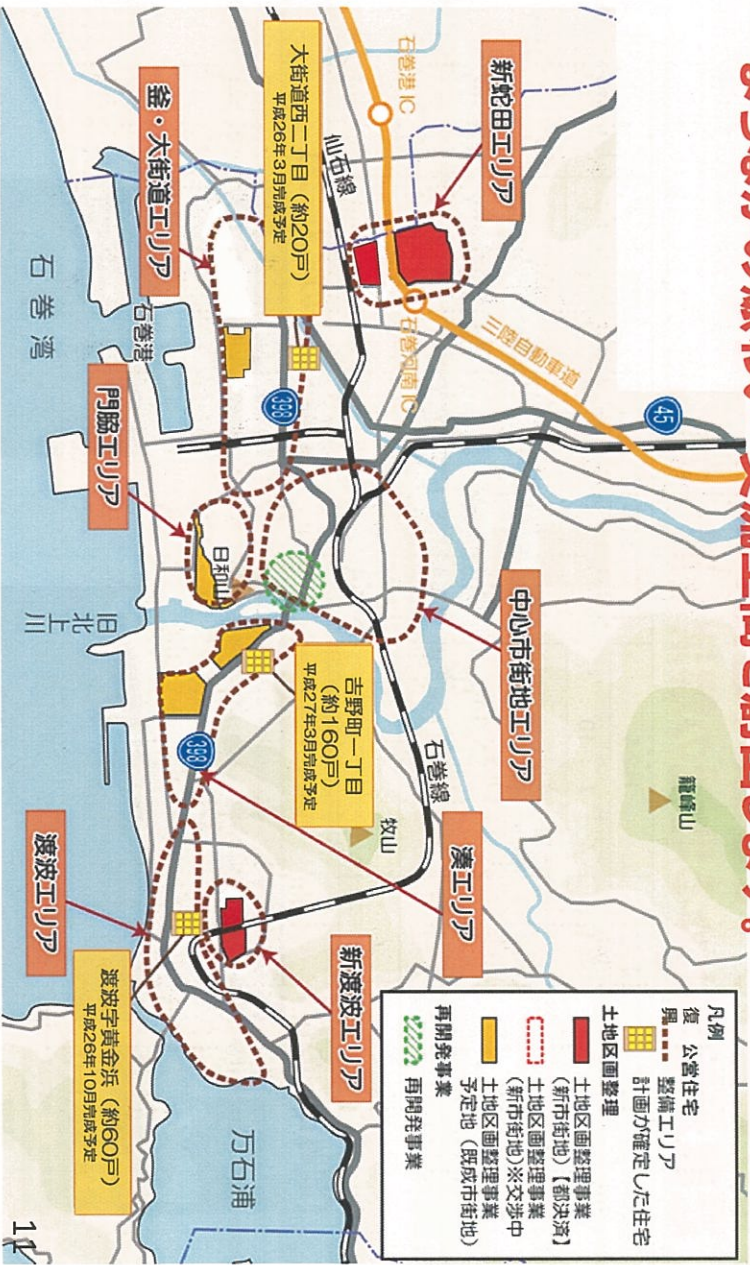 凡例
復興公営住宅
整備エリア
計画が確定した住宅
土地区画整理
土地区画整理事業
(新市街地)【都決済】
土地区画整理事業
(新市街地)※交渉中
土地区画整理事業
予定地(既成市街地)
再開発事業
再開発事業
45
籠峰山
新蛇田エリア
三陸自動車道
石巻港IC
石巻河南IC
中心市街地エリア
仙石線
石巻線
牧山
湊エリア
新渡波エリア
大街道西二丁目(約20戸)
平成26年3月完成予定
吉野町一丁目
(約160戸)
平成27年3月完成予定
398
398
日和山
万石浦
釜・大街道エリア
石巻港
門脇エリア
旧北上川
渡波エリア
渡波字黄金浜(約60戸)
平成26年10月完成予定
石巻湾
11